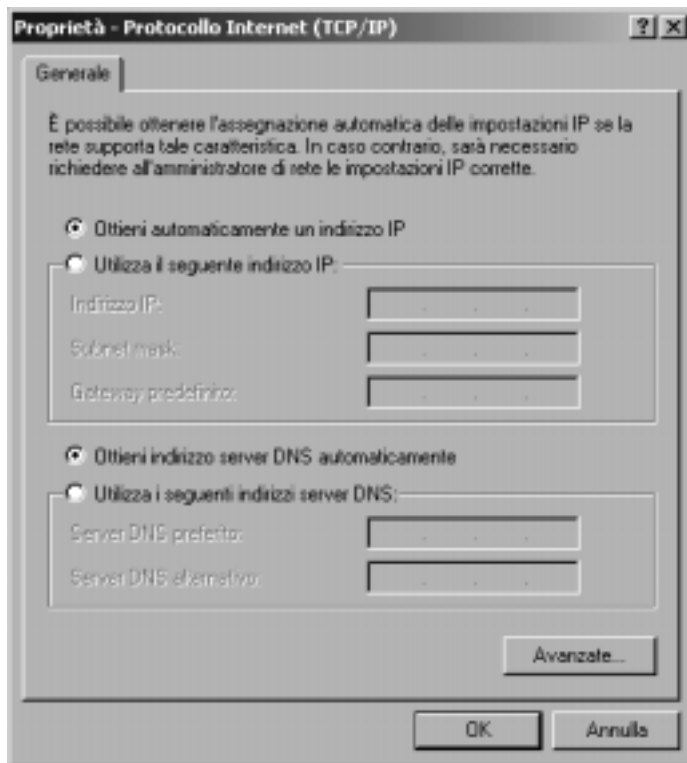 Proprietà - Protocollo Internet (TCP/IP)
Generale
È possibile ottenere l'assegnazione automatica delle impostazioni IP se la
rete supporta tale caratteristica. In caso contrario, sarà necessario
richiedere all'amministratore di rete le impostazioni IP corrette.
Ottieni automaticamente un indirizzo IP
Utilizza il seguente indirizzo IP:
Indirizzo IP:
Subnet mask:
Gateway predefinito:
Ottieni indirizzo server DNS automaticamente
Utilizza i seguenti indirizzi server DNS:
Server DNS preferito:
Server DNS alternativo:
Avanzate...
OK
Annulla